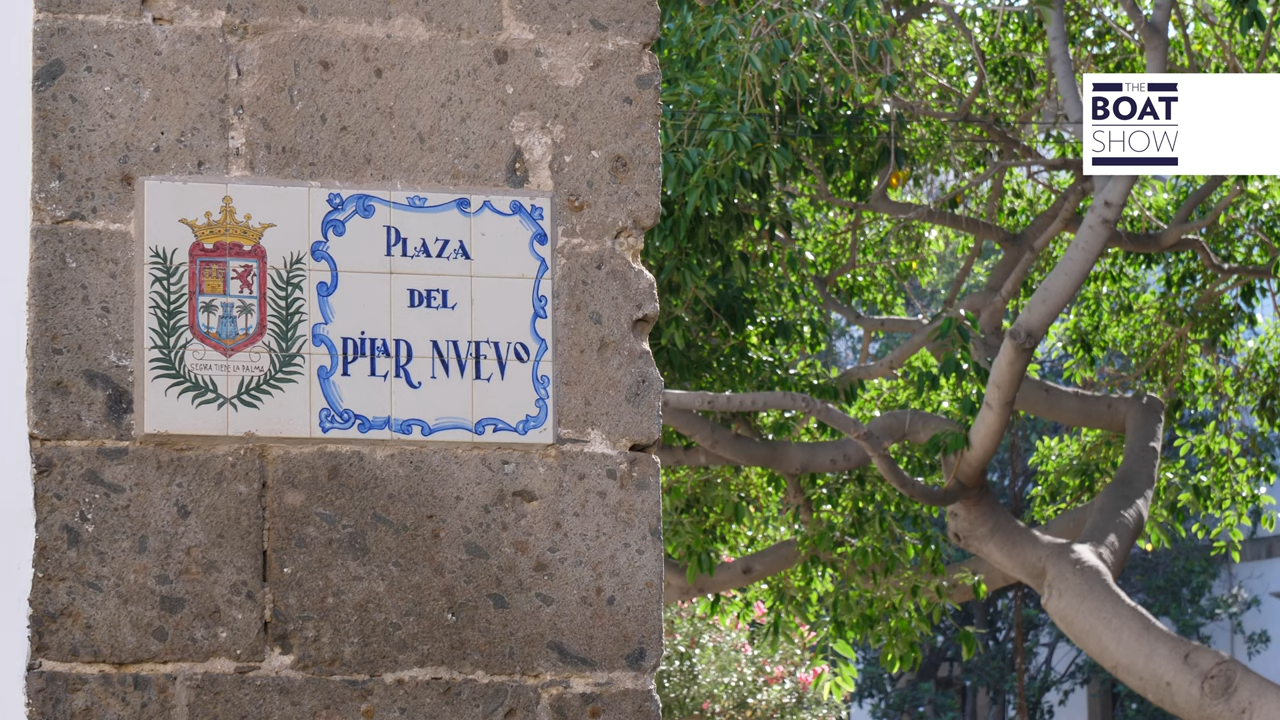 PLAZA
DEL
PilAR NVEVO
SEGVRA TIENE LA PALMA
THE
BOAT
SHOW